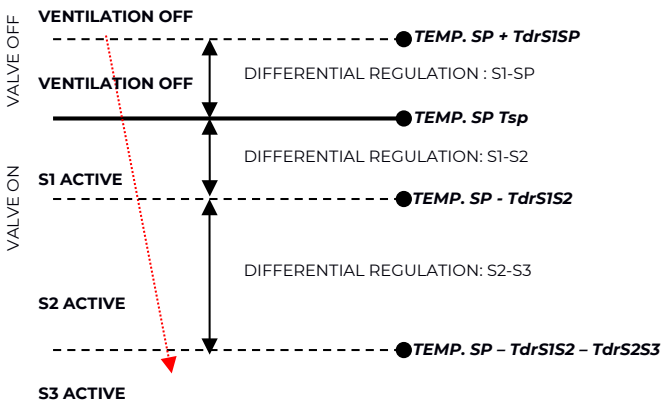 VENTILATION OFF
TEMP. SP + TdrS1SP
VALVE OFF
DIFFERENTIAL REGULATION : S1-SP
VENTILATION OFF
TEMP. SP Tsp
DIFFERENTIAL REGULATION: S1-S2
S1 ACTIVE
TEMP. SP - TdrS1S2
VALVE ON
DIFFERENTIAL REGULATION: S2-S3
S2 ACTIVE
TEMP. SP – TdrS1S2 – TdrS2S3
S3 ACTIVE